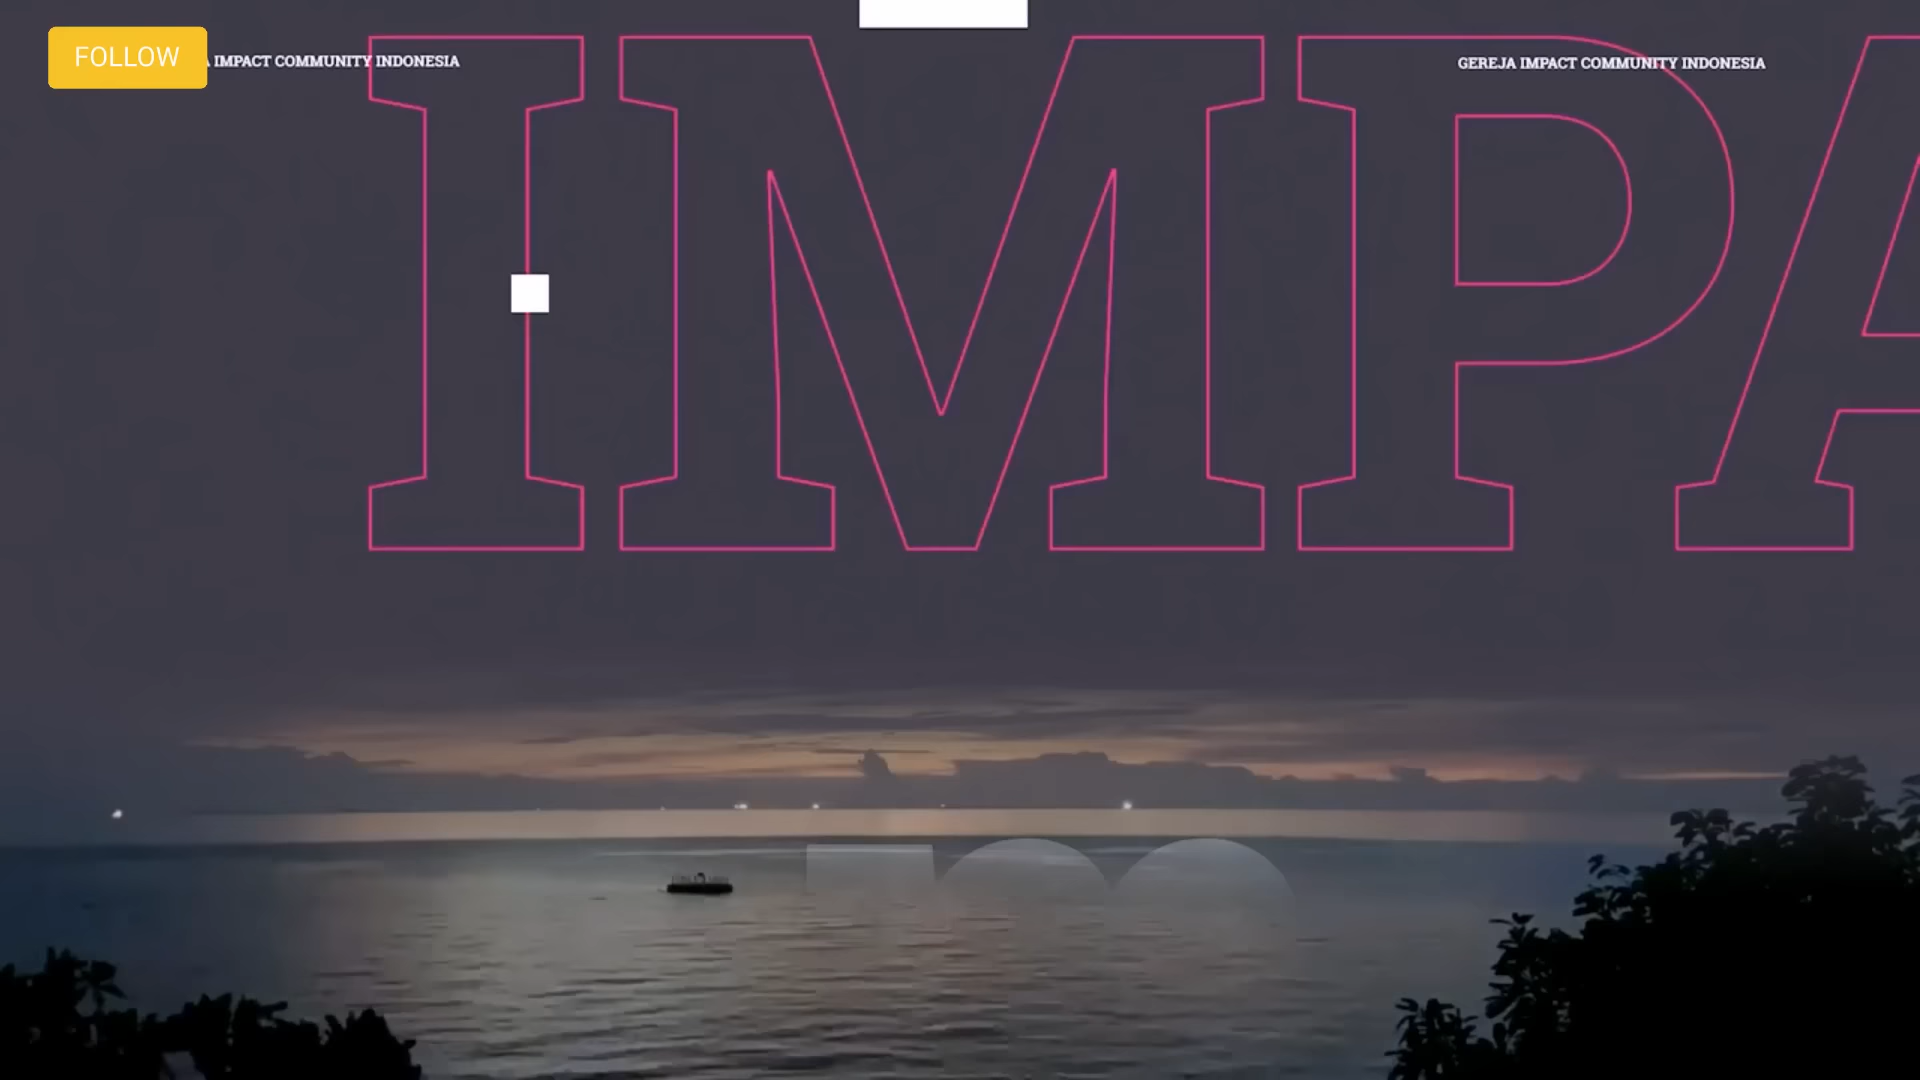 FOLLOW
IMPACT COMMUNITY INDONESIA
GEREJA IMPACT COMMUNITY INDONESIA
IMPA